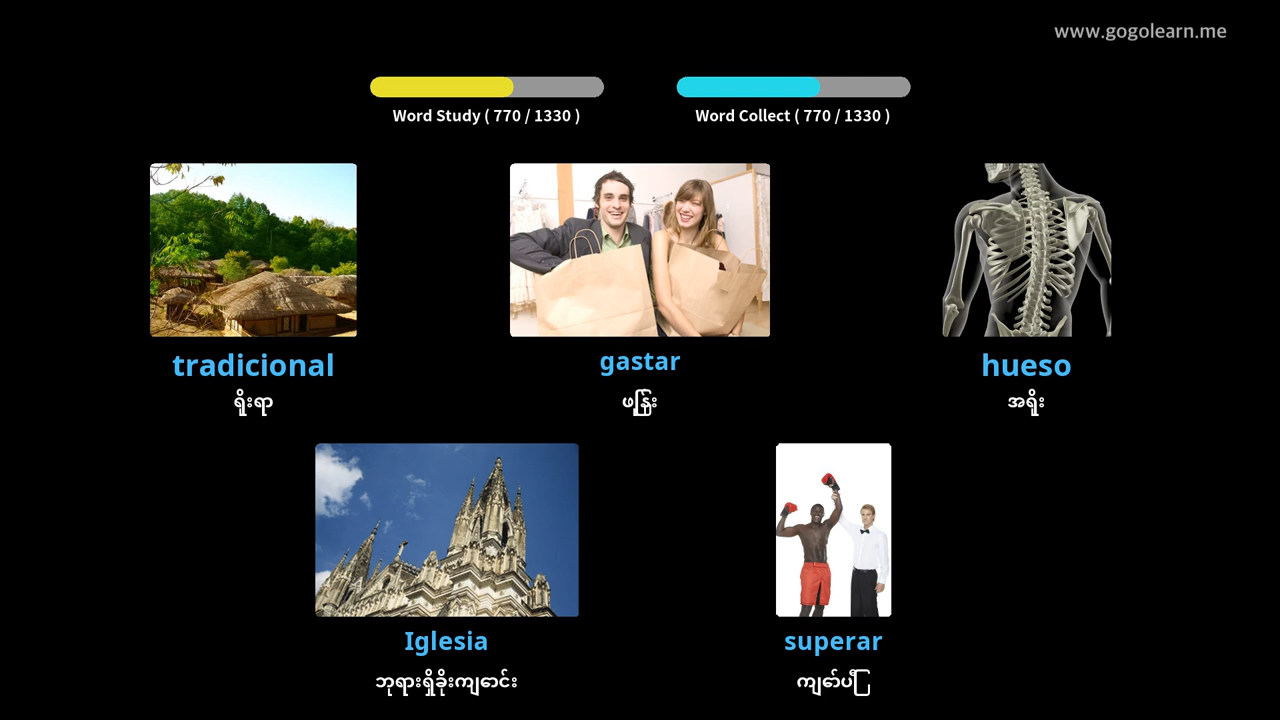 www.gogolearn.me
Word Study ( 770 / 1330 )
Word Collect ( 770 / 1330 )
tradicional
gastar
hueso
ရိုးရာ
ဖြုန်း
အရိုး
Iglesia
superar
ဘုရားရှိခိုးကျောင်း
ကျော်ပြီ